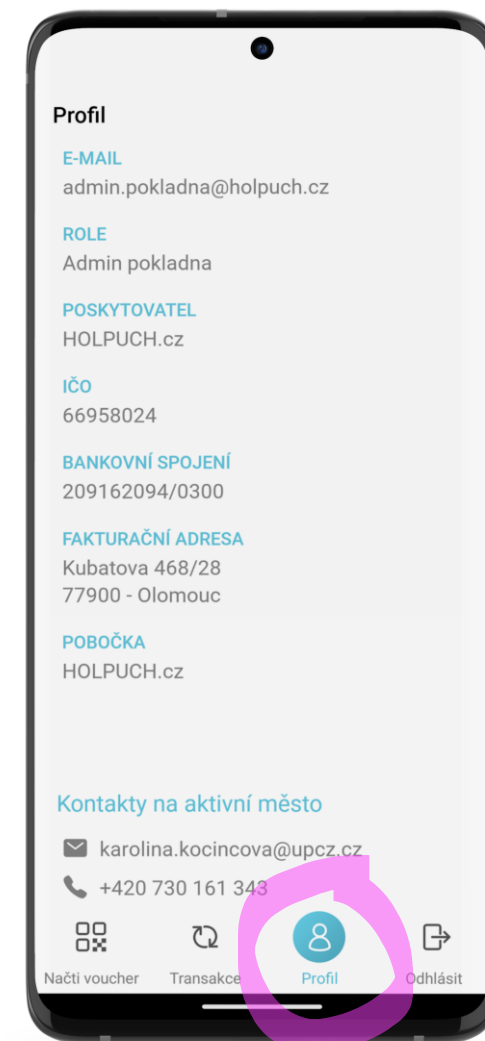 Profil
E-MAIL
admin.pokladna@holpuch.cz
ROLE
Admin pokladna
POSKYTOVATEL
HOLPUCH.cz
IČO
66958024
BANKOVNÍ SPOJENÍ
209162094/0300
FAKTURAČNÍ ADRESA
Kubatova 468/28
77900 - Olomouc
POBOČKA
HOLPUCH.cz
Kontakty na aktivní město
karolina.kocincova@upcz.cz
+420 730 161 343
Načti voucher Transakce Profil Odhlásit